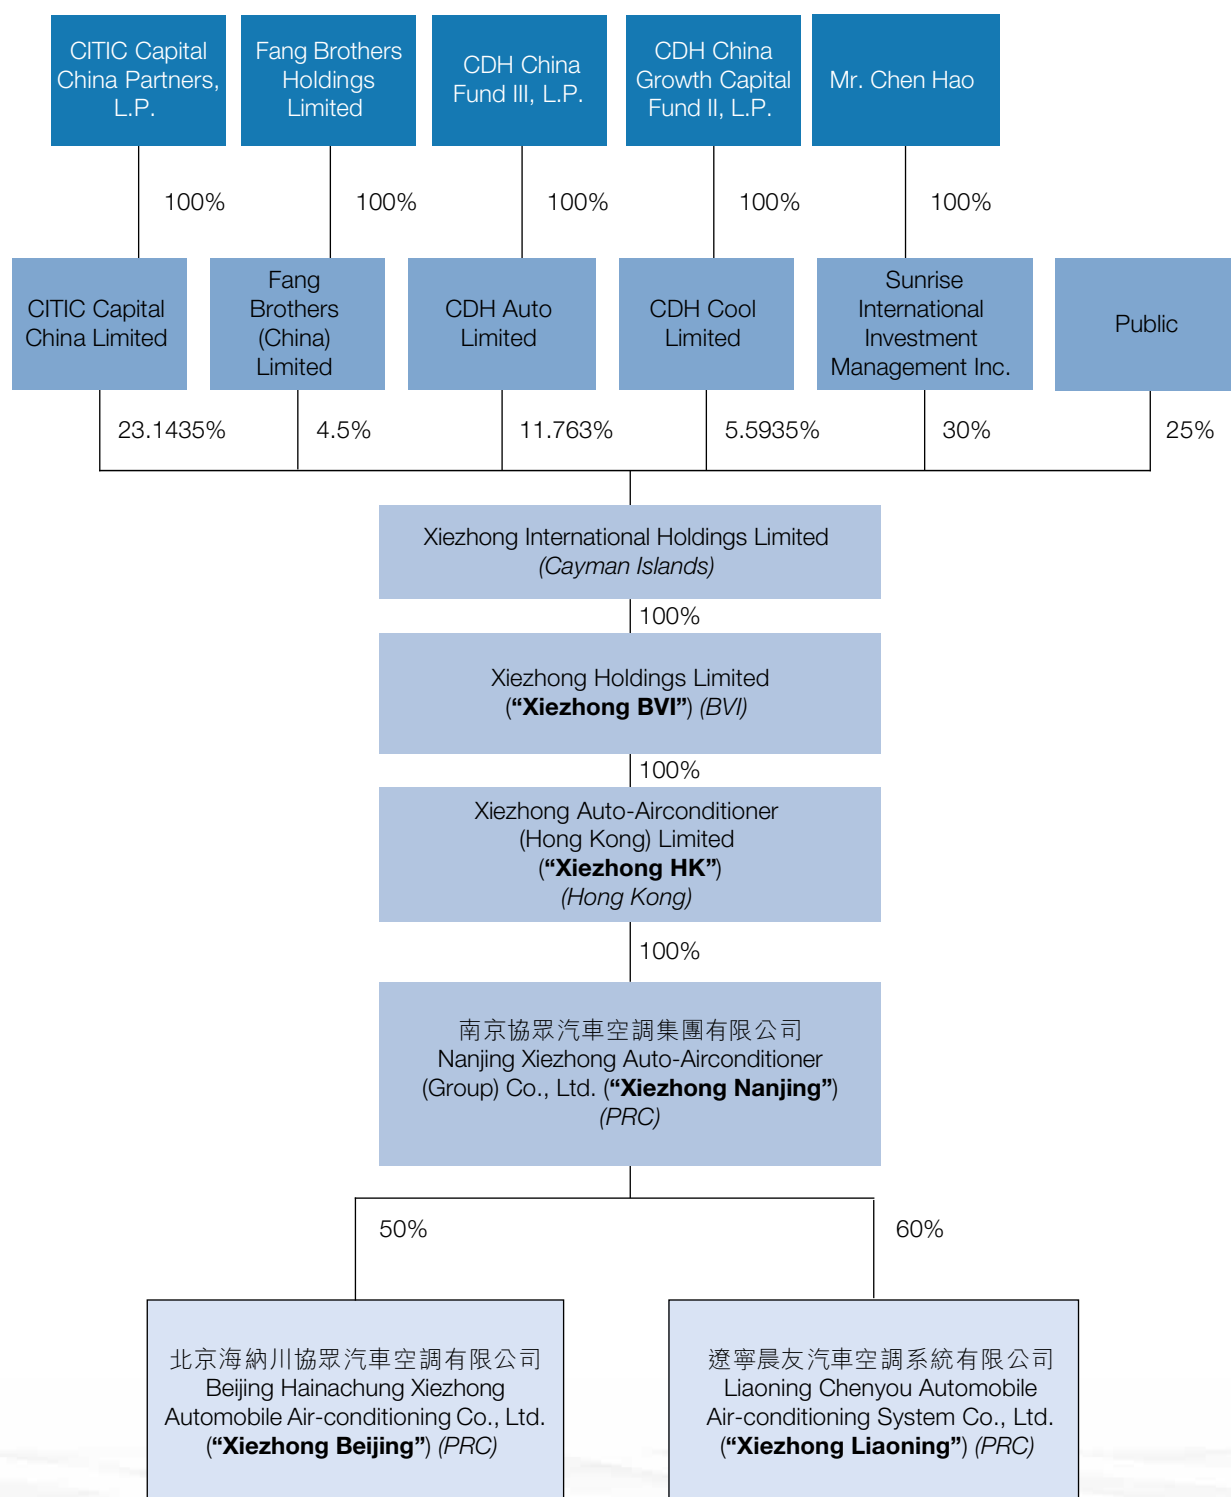 CITIC Capital
China Partners,
L.P.
Fang Brothers
Holdings
Limited
CDH China
Fund III, L.P.
CDH China
Growth Capital
Fund II, L.P.
Mr. Chen Hao
100%
100%
100%
100%
100%
CITIC Capital
China Limited
Fang
Brothers
(China)
Limited
CDH Auto
Limited
CDH Cool
Limited
Sunrise
International
Investment
Management Inc.
Public
23.1435%
4.5%
11.763%
5.5935%
30%
25%
Xiezhong International Holdings Limited
(Cayman Islands)
100%
Xiezhong Holdings Limited
(“Xiezhong BVI”) (BVI)
100%
Xiezhong Auto-Airconditioner
(Hong Kong) Limited
(“Xiezhong HK”)
(Hong Kong)
100%
南京協眾汽車空調集團有限公司
Nanjing Xiezhong Auto-Airconditioner
(Group) Co., Ltd. (“Xiezhong Nanjing”)
(PRC)
50%
60%
北京海納川協眾汽車空調有限公司
Beijing Hainachung Xiezhong
Automobile Air-conditioning Co., Ltd.
(“Xiezhong Beijing”) (PRC)
遼寧晨友汽車空調系統有限公司
Liaoning Chenyou Automobile
Air-conditioning System Co., Ltd.
(“Xiezhong Liaoning”) (PRC)